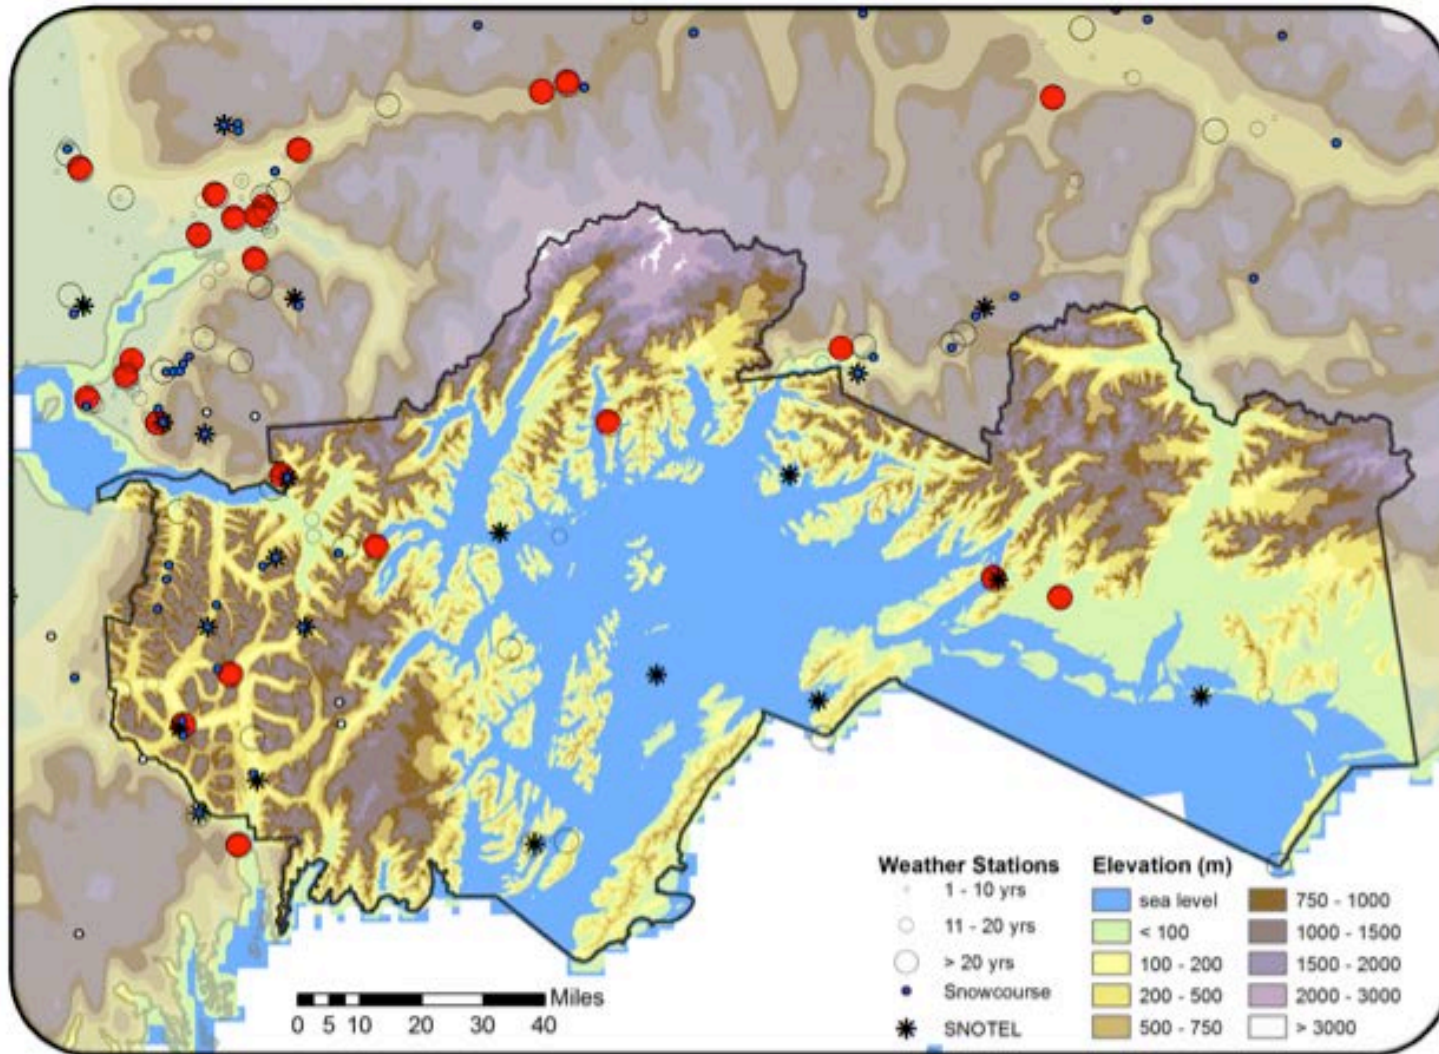 Weather Stations
1 - 10 yrs
11 - 20 yrs
> 20 yrs
Snowcourse
SNOTEL
Elevation (m)
sea level
< 100
100 - 200
200 - 500
500 - 750
750 - 1000
1000 - 1500
1500 - 2000
2000 - 3000
> 3000
Miles
0 5 10 20 30 40